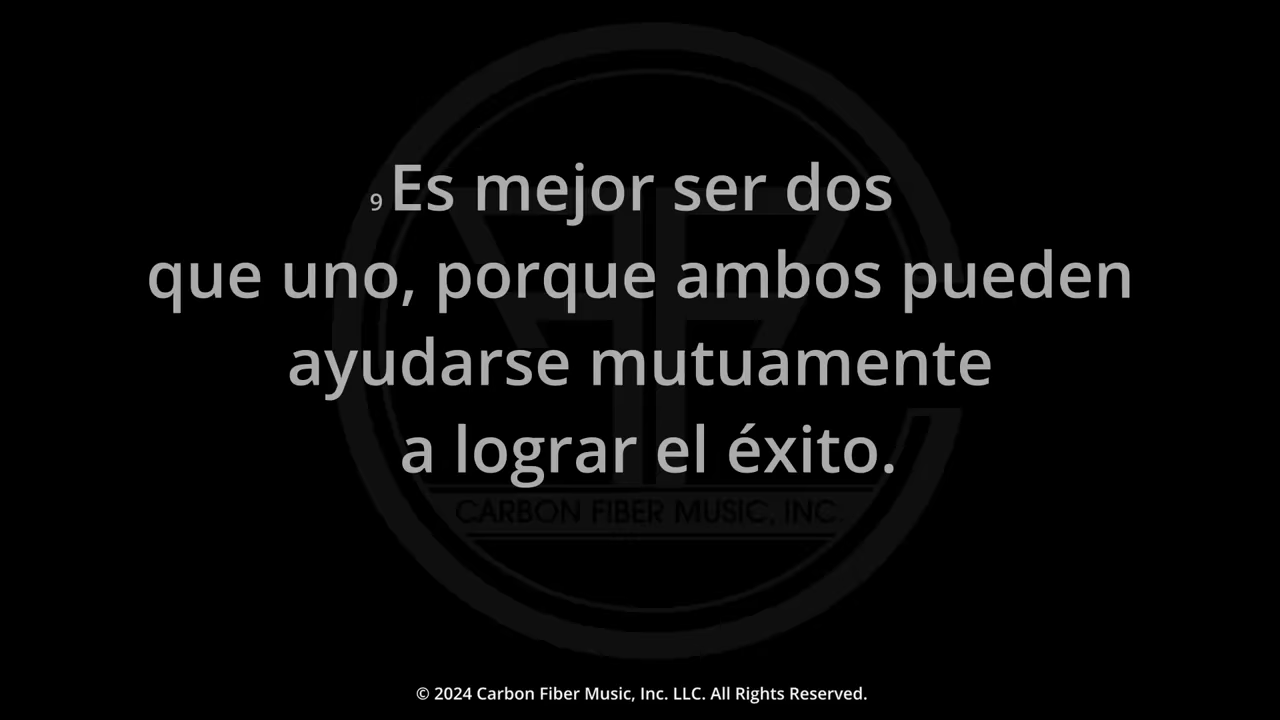 9 Es mejor ser dos
que uno, porque ambos pueden
ayudarse mutuamente
a lograr el éxito.
CARBON FIBER MUSIC, INC.
© 2024 Carbon Fiber Music, Inc. LLC. All Rights Reserved.